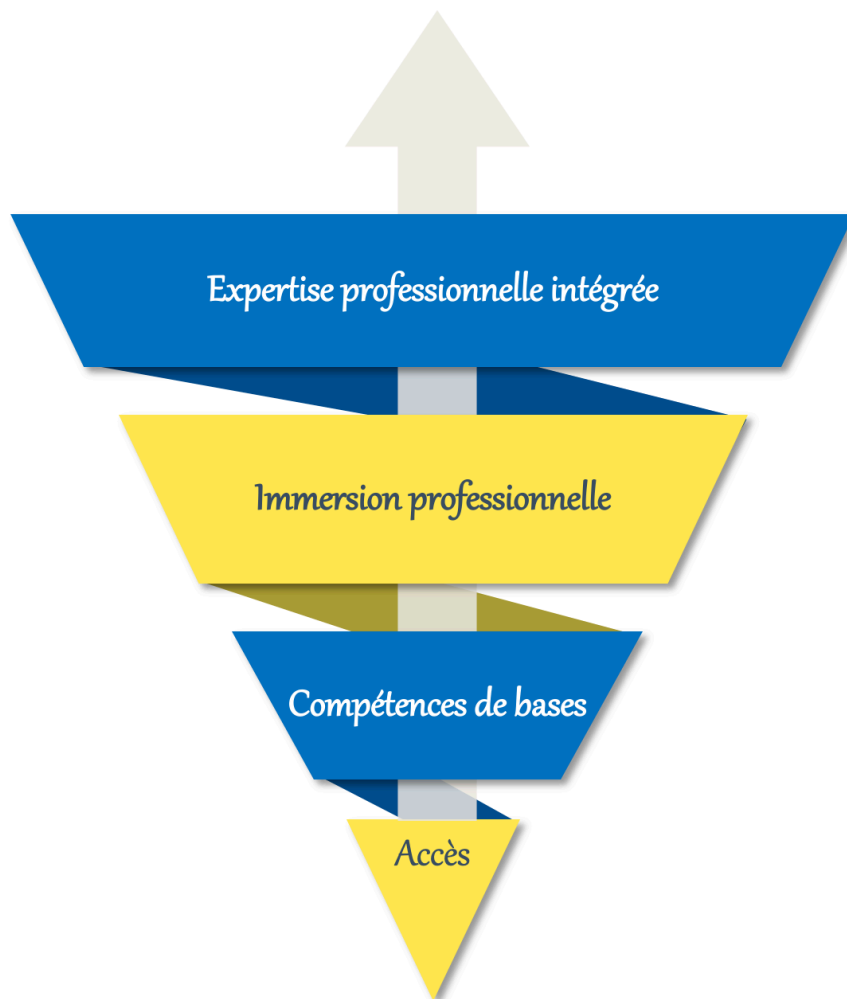 Expertise professionnelle intégrée
Immersion professionnelle
Compétences de bases
Accès